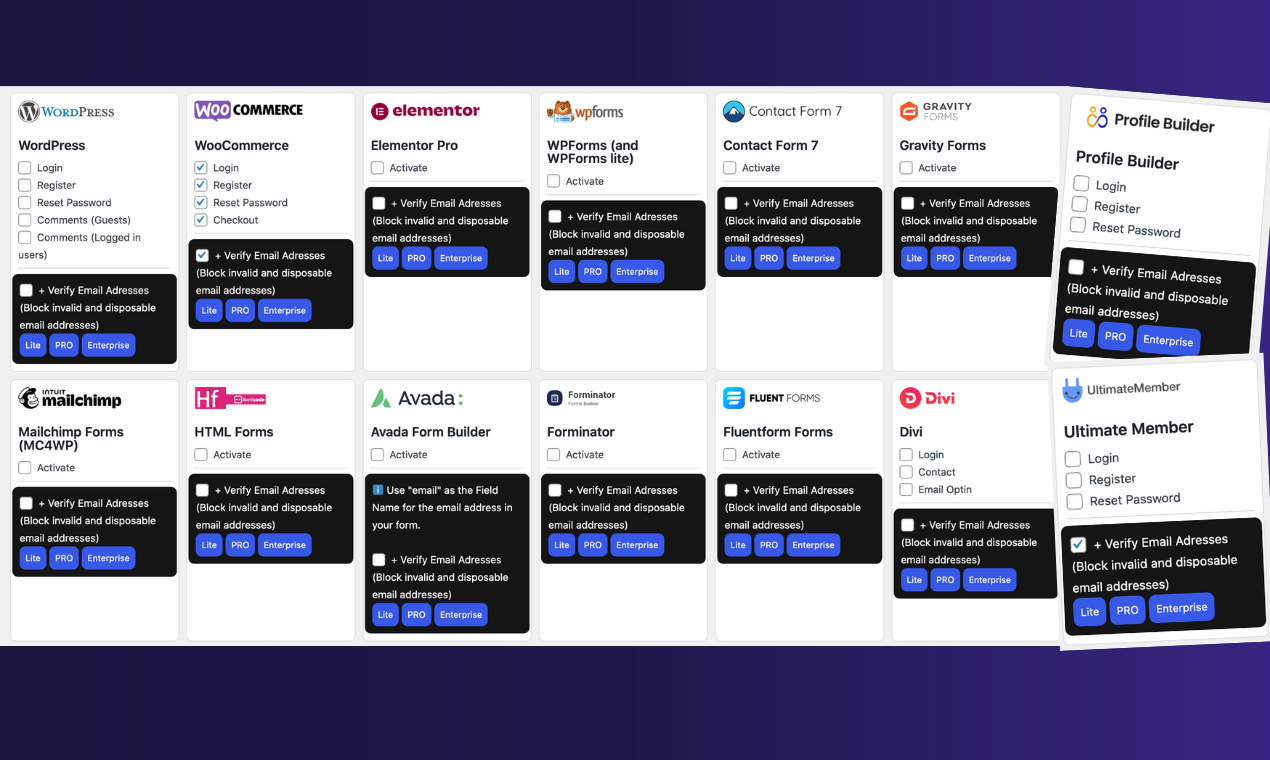 WORDPRESS
WordPress
Login
Register
Reset Password
Comments (Guests)
Comments (Logged in
users)
+ Verify Email Adresses
(Block invalid and disposable
email addresses)
Lite PRO Enterprise
WOO COMMERCE
WooCommerce
Login
Register
Reset Password
Checkout
+ Verify Email Adresses
(Block invalid and disposable
email addresses)
Lite PRO Enterprise
elementor
Elementor Pro
Activate
+ Verify Email Adresses
(Block invalid and disposable
email addresses)
Lite PRO Enterprise
wpforms
WPForms (and
WPForms lite)
Activate
+ Verify Email Adresses
(Block invalid and disposable
email addresses)
Lite PRO Enterprise
Contact Form 7
Contact Form 7
Activate
+ Verify Email Adresses
(Block invalid and disposable
email addresses)
Lite PRO Enterprise
GRAVITY
FORMS
Gravity Forms
Activate
+ Verify Email Adresses
(Block invalid and disposable
email addresses)
Lite PRO Enterprise
Profile Builder
Profile Builder
Login
Register
Reset Password
+ Verify Email Adresses
(Block invalid and disposable
email addresses)
Lite PRO Enterprise
INTUIT
mailchimp
Mailchimp Forms
(MC4WP)
Activate
+ Verify Email Adresses
(Block invalid and disposable
email addresses)
Lite PRO Enterprise
Hf
HTML Forms
Activate
+ Verify Email Adresses
(Block invalid and disposable
email addresses)
Lite PRO Enterprise
Avada:
Avada Form Builder
Activate
i Use "email" as the Field
Name for the email address in
your form.
+ Verify Email Adresses
(Block invalid and disposable
email addresses)
Lite PRO Enterprise
Forminator
Forms Builder
Forminator
Activate
+ Verify Email Adresses
(Block invalid and disposable
email addresses)
Lite PRO Enterprise
FLUENT FORMS
Fluentform Forms
Activate
+ Verify Email Adresses
(Block invalid and disposable
email addresses)
Lite PRO Enterprise
D Divi
Divi
Login
Contact
Email Optin
+ Verify Email Adresses
(Block invalid and disposable
email addresses)
Lite PRO Enterprise
UltimateMember
Ultimate Member
Login
Register
Reset Password
+ Verify Email Adresses
(Block invalid and disposable
email addresses)
Lite PRO Enterprise